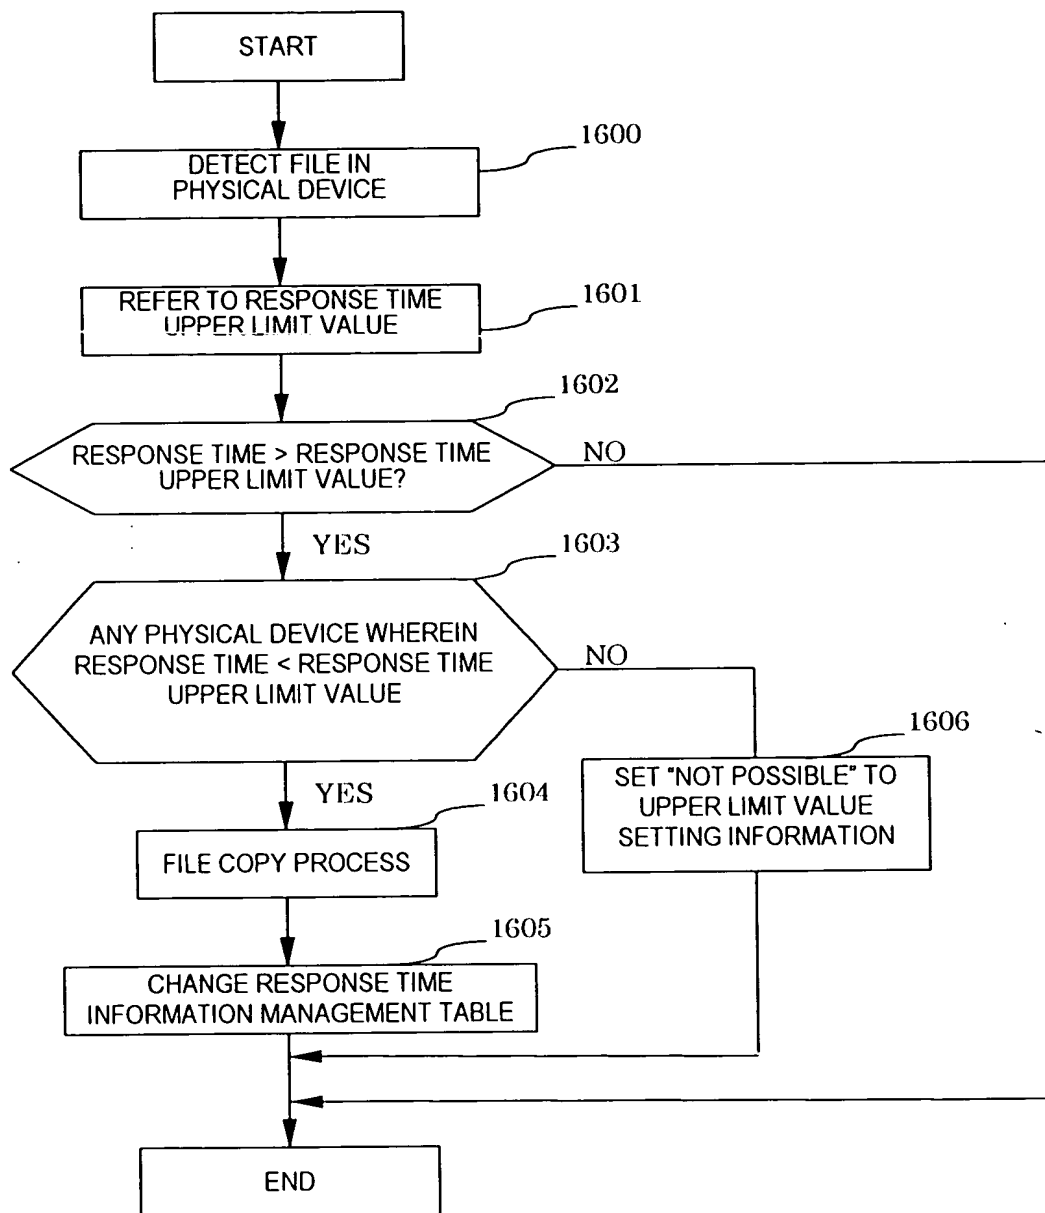 START
1600
DETECT FILE IN
PHYSICAL DEVICE
1601
REFER TO RESPONSE TIME
UPPER LIMIT VALUE
1602
RESPONSE TIME > RESPONSE TIME
UPPER LIMIT VALUE?
NO
YES
1603
ANY PHYSICAL DEVICE WHEREIN
RESPONSE TIME < RESPONSE TIME
UPPER LIMIT VALUE
NO
1606
SET "NOT POSSIBLE" TO
UPPER LIMIT VALUE
SETTING INFORMATION
YES
1604
FILE COPY PROCESS
1605
CHANGE RESPONSE TIME
INFORMATION MANAGEMENT TABLE
END